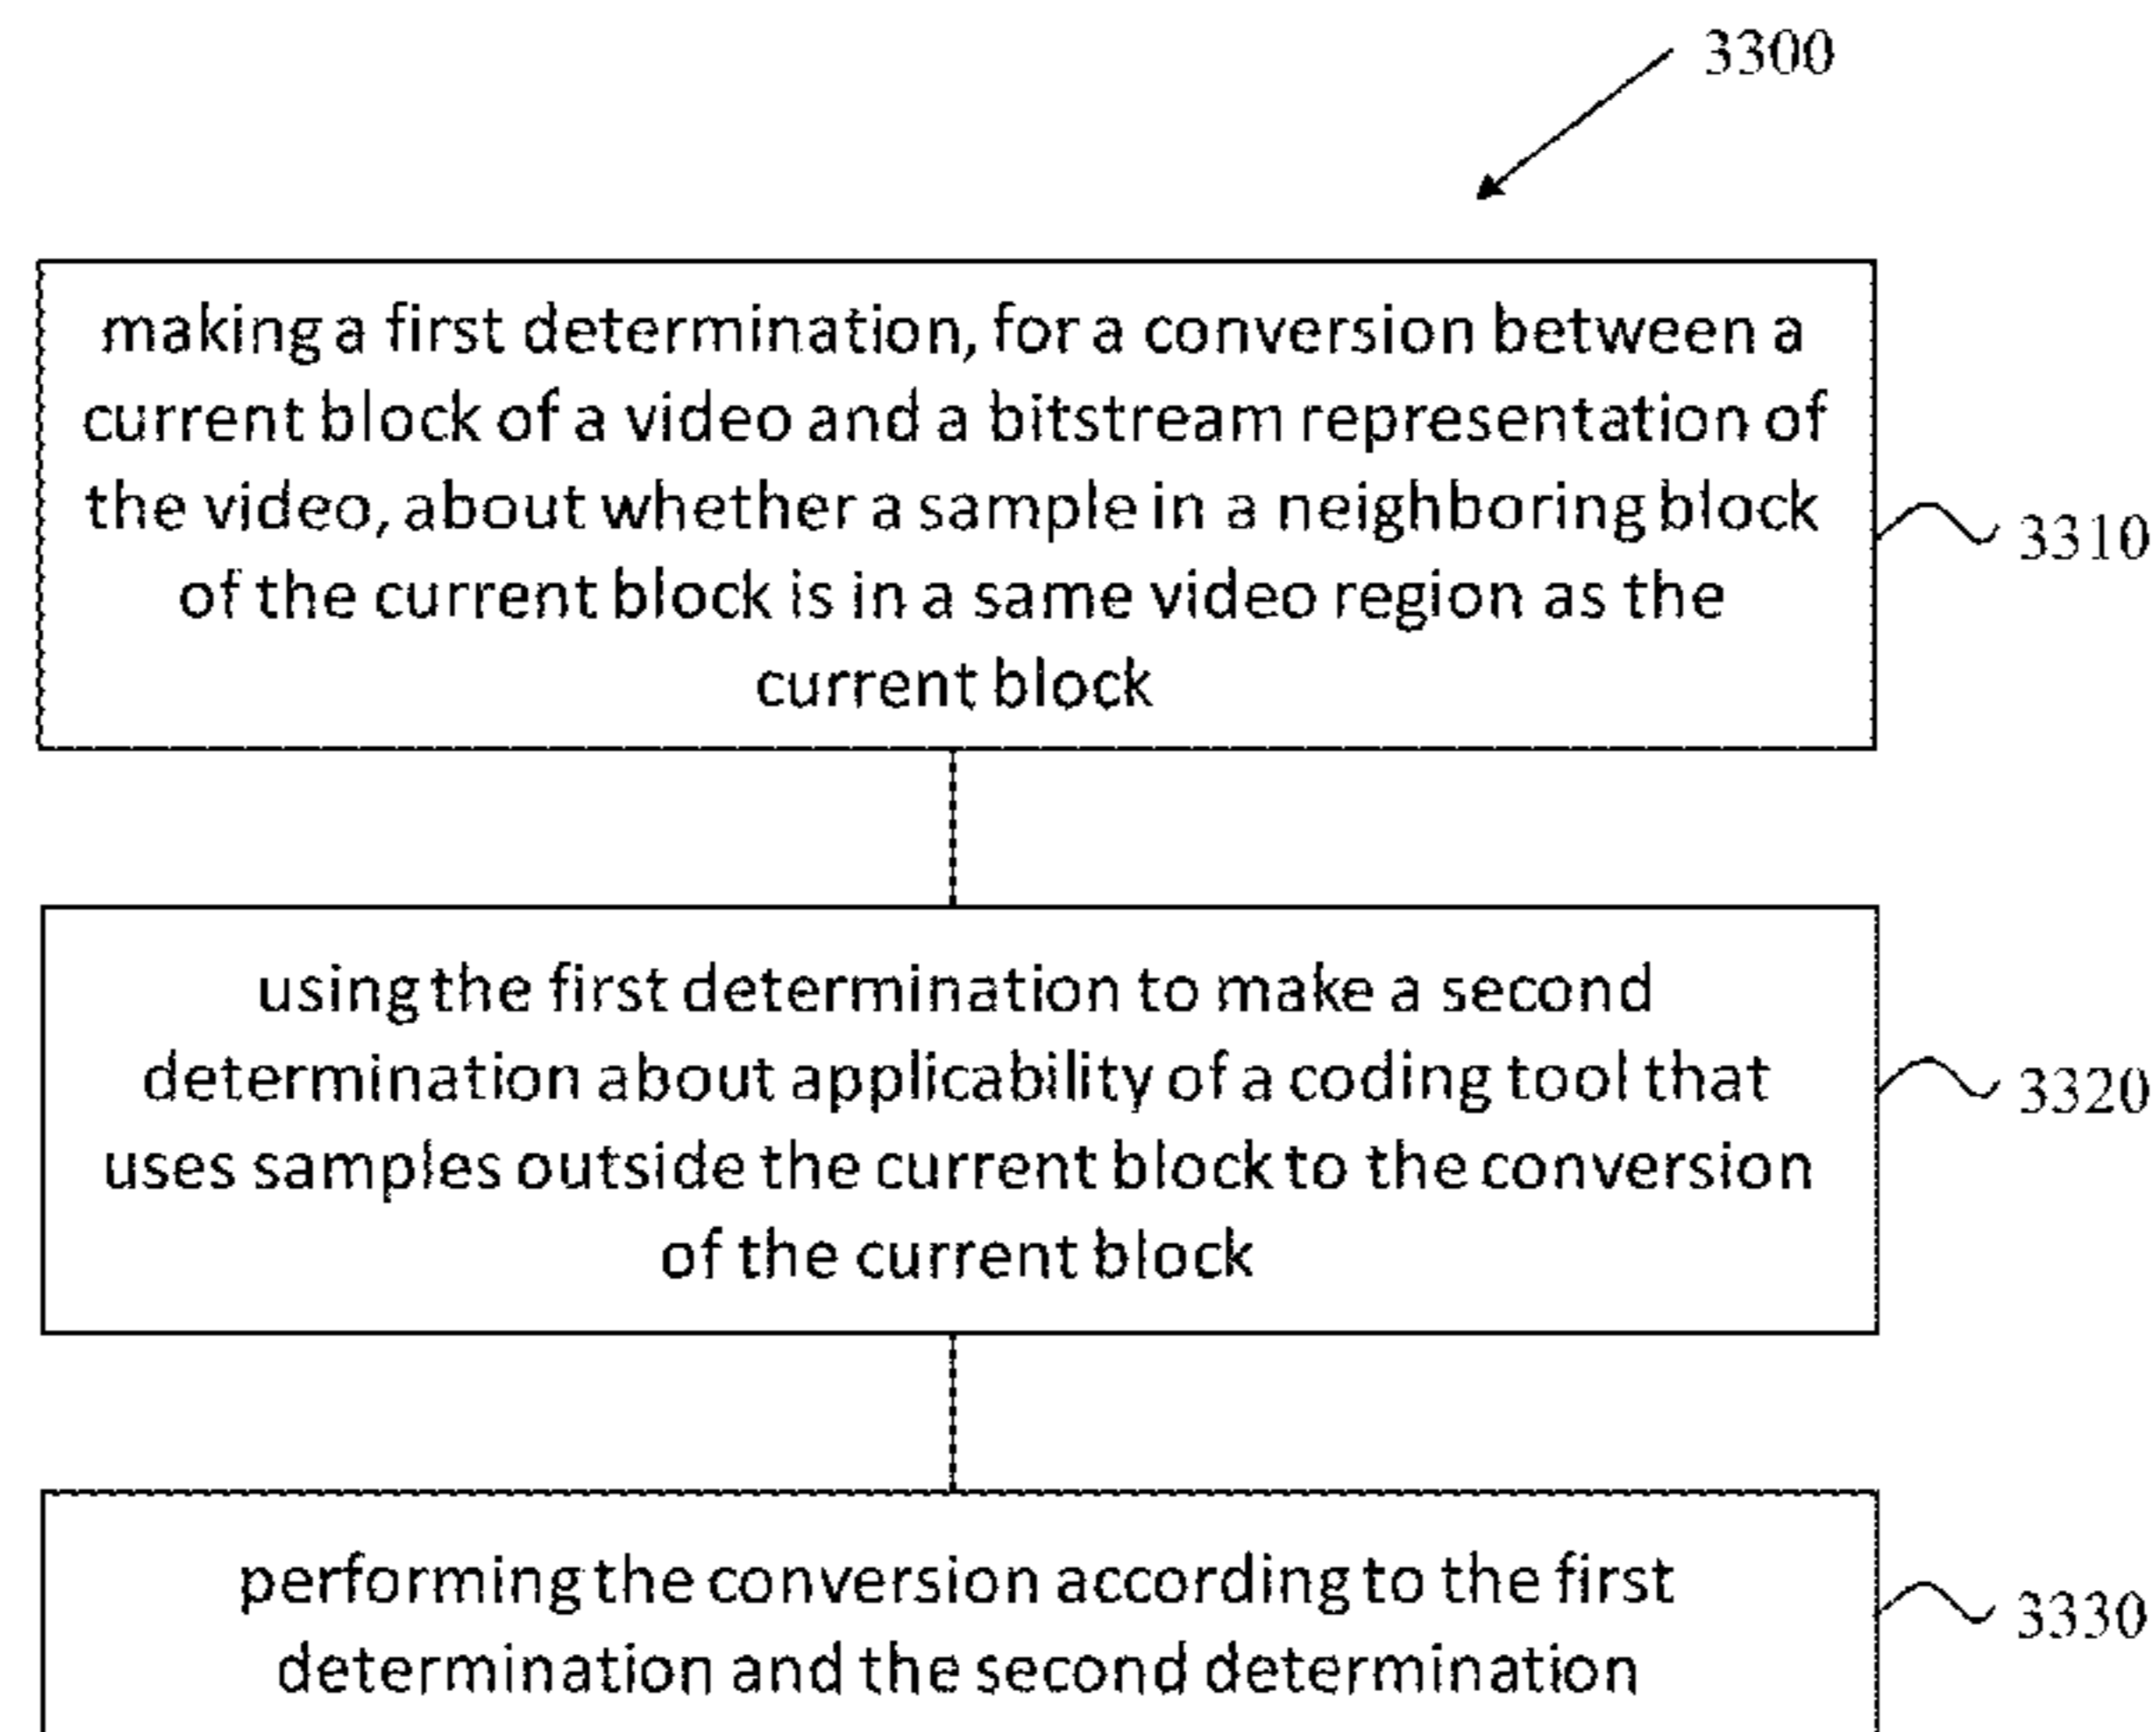 3300
making a first determination, for a conversion between a
current block of a video and a bitstream representation of
the video, about whether a sample in a neighboring block
of the current block is in a same video region as the
current block
3310
using the first determination to make a second
determination about applicability of a coding tool that
uses samples outside the current block to the conversion
of the current block
3320
performing the conversion according to the first
determination and the second determination
3330